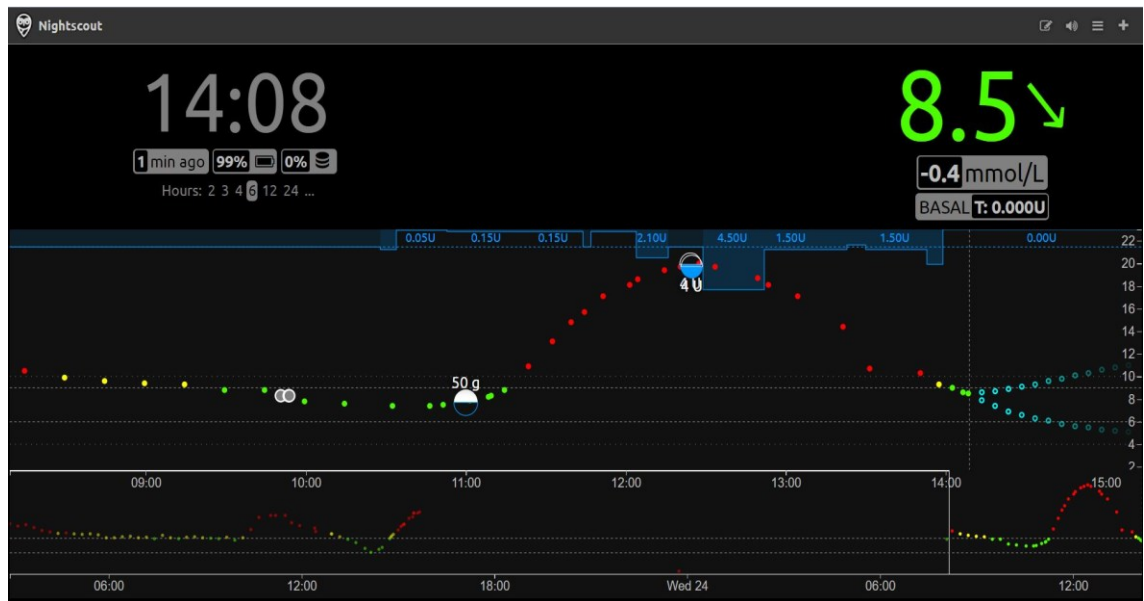 Nightscout
14:08
1 min ago 99% 0%
Hours: 2 3 4 6 12 24 ...
8.5
-0.4 mmol/L
BASAL T: 0.000U
0.05U 0.15U 0.15U 2.10U 4.50U 1.50U 1.50U 0.00U
22
20
18
16
14
12
10
8
6
4
2
4 U
50 g
09:00 10:00 11:00 12:00 13:00 14:00 15:00
06:00 12:00 18:00 Wed 24 06:00 12:00